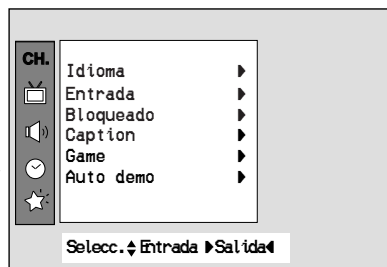 CH.
Idioma
Entrada
Bloqueado
Caption
Game
Auto demo
Selecc. Entrada Salida